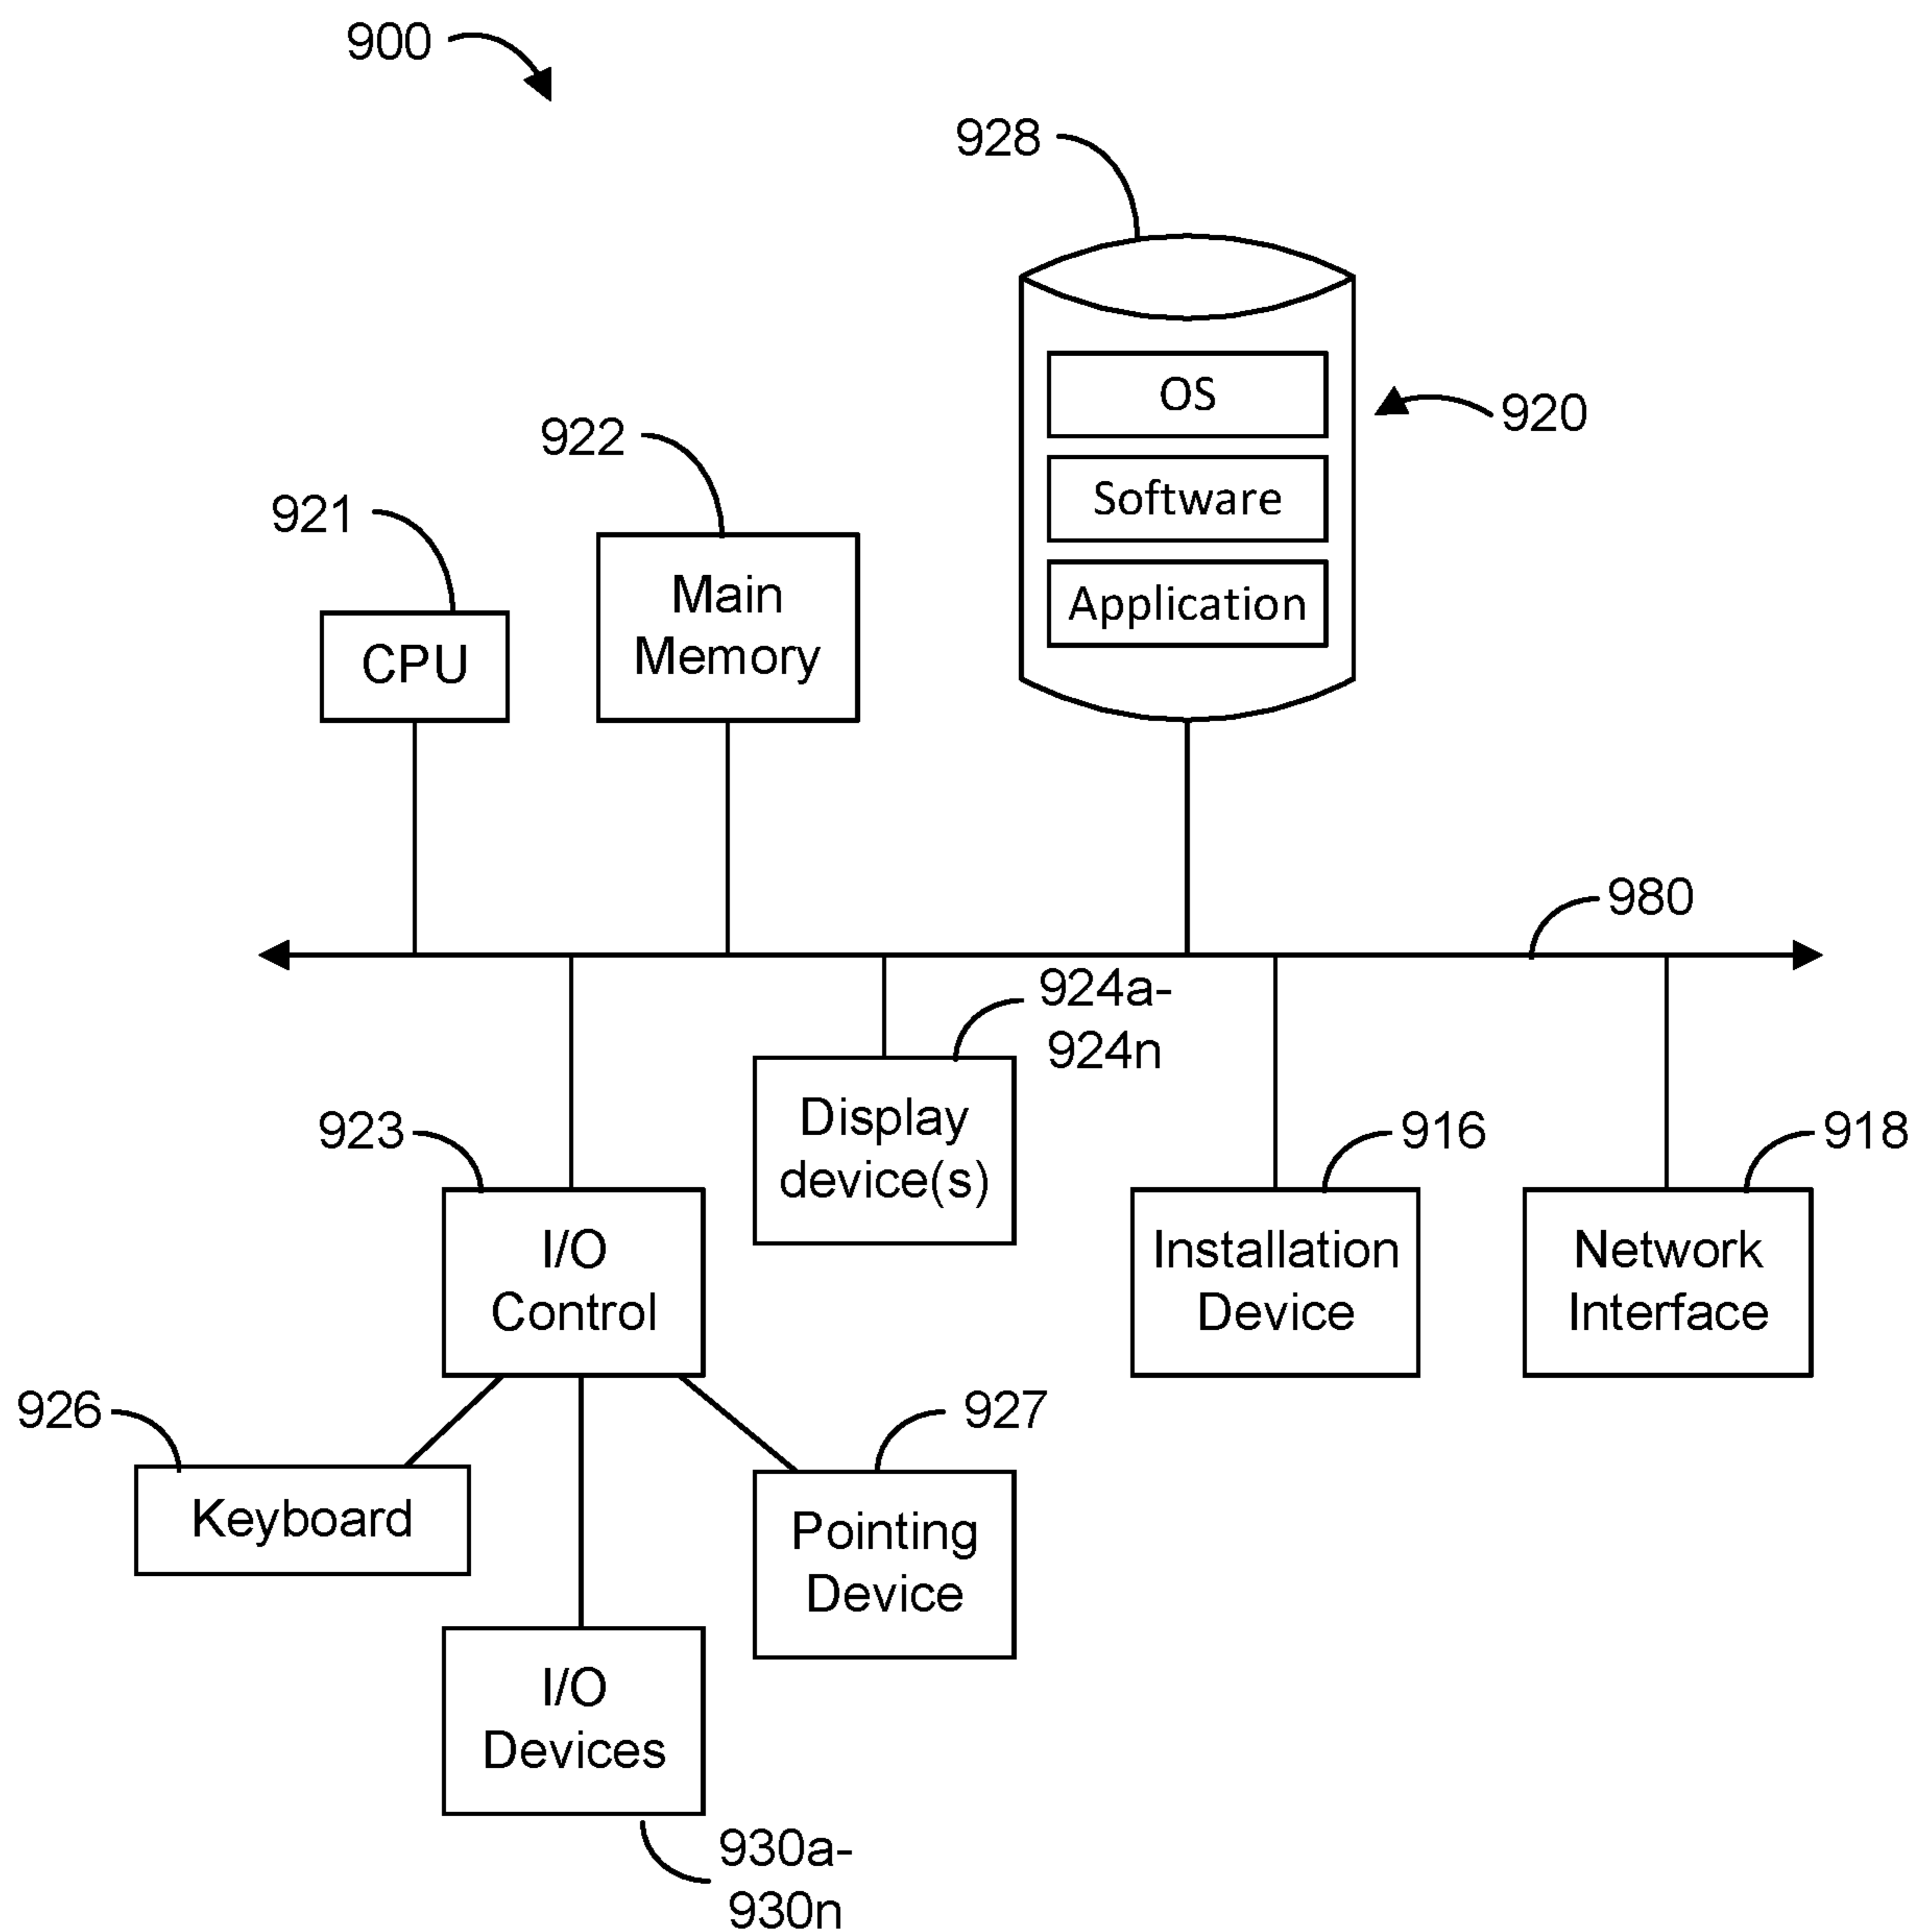 900
928
OS
920
922
Software
921
Main
Application
Memory
CPU
980
924a-
924n
Display
device(s)
923
916
918
I/O
Control
Installation
Device
Network
Interface
926
927
Keyboard
Pointing
Device
I/O
Devices
930a-
930n